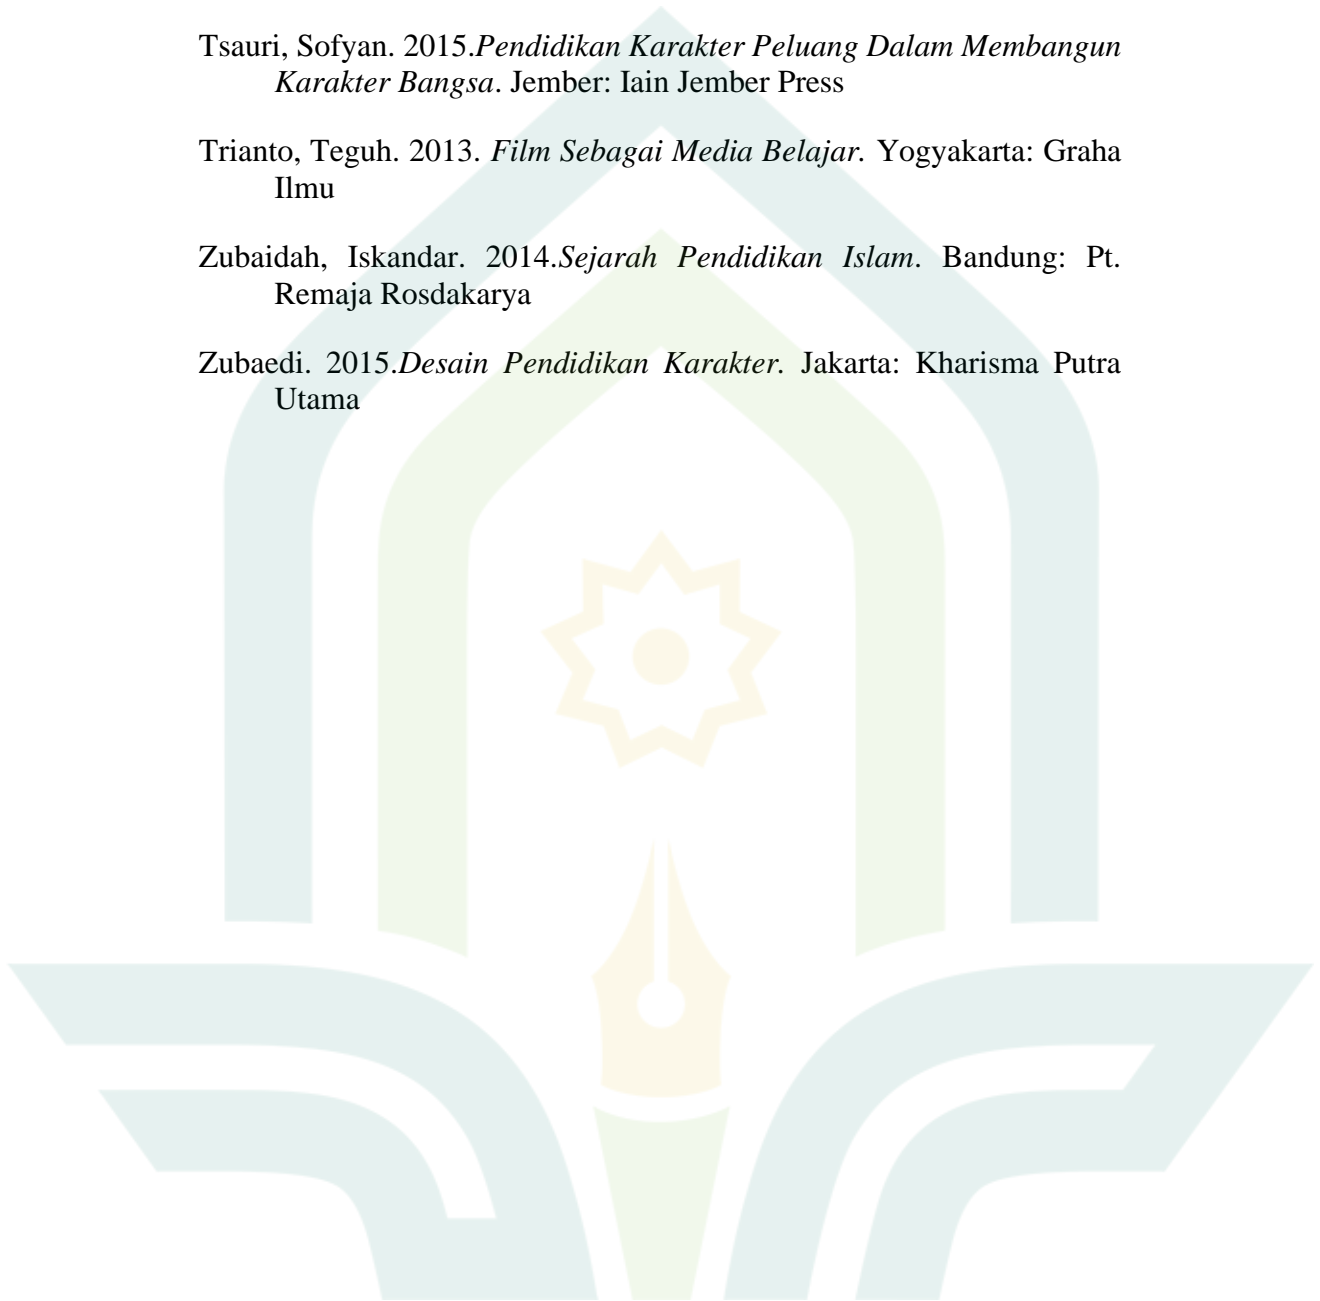 Tsauri, Sofyan. 2015.Pendidikan Karakter Peluang Dalam Membangun
Karakter Bangsa. Jember: Iain Jember Press
Trianto, Teguh. 2013. Film Sebagai Media Belajar. Yogyakarta: Graha
Ilmu
Zubaidah, Iskandar. 2014.Sejarah Pendidikan Islam. Bandung: Pt.
Remaja Rosdakarya
Zubaedi. 2015.Desain Pendidikan Karakter. Jakarta: Kharisma Putra
Utama